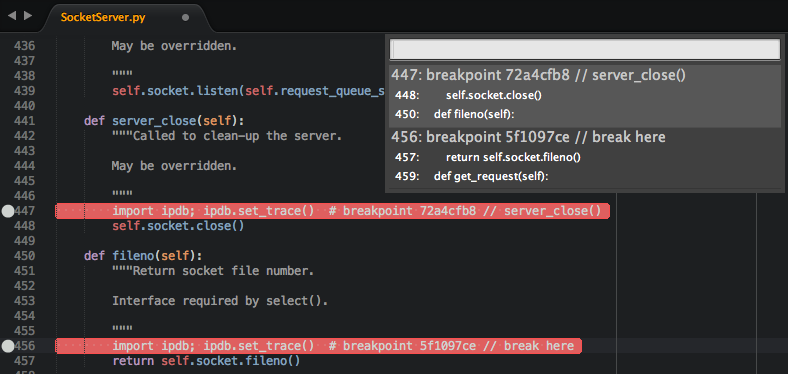 SocketServer.py
436 May be overridden.
437
438 """
439 self.socket.listen(self.request_queue_s
440
441 def server_close(self):
442 """Called to clean-up the server.
443
444 May be overridden.
445
446 """
447 import ipdb; ipdb.set_trace() # breakpoint 72a4cfb8 // server_close()
448 self.socket.close()
449
450 def fileno(self):
451 """Return socket file number.
452
453 Interface required by select().
454
455 """
456 import ipdb; ipdb.set_trace() # breakpoint 5f1097ce // break here
457 return self.socket.fileno()
447: breakpoint 72a4cfb8 // server_close()
448: self.socket.close()
450: def fileno(self):
456: breakpoint 5f1097ce // break here
457: return self.socket.fileno()
459: def get_request(self):